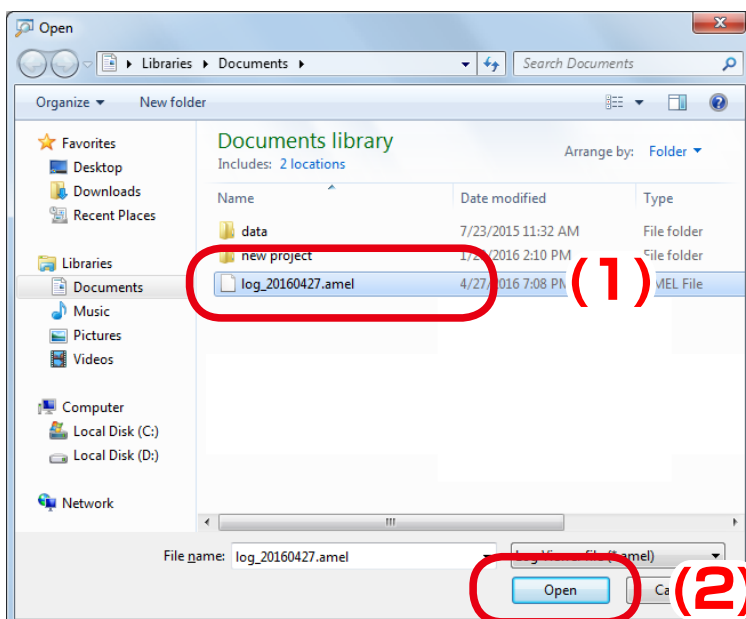 Open
Libraries Documents Search Documents
Organize New folder
Favorites
Desktop
Downloads
Recent Places
Libraries
Documents
Music
Pictures
Videos
Computer
Local Disk (C:)
Local Disk (D:)
Network
Documents library
Includes: 2 locations
Arrange by: Folder
Name Date modified Type
data 7/23/2015 11:32 AM File folder
new project 2016 2:10 PM File folder
log_20160427.amel 4/27/2016 7:08 PM
(1)
File name: log_20160427.amel
Open
(2)